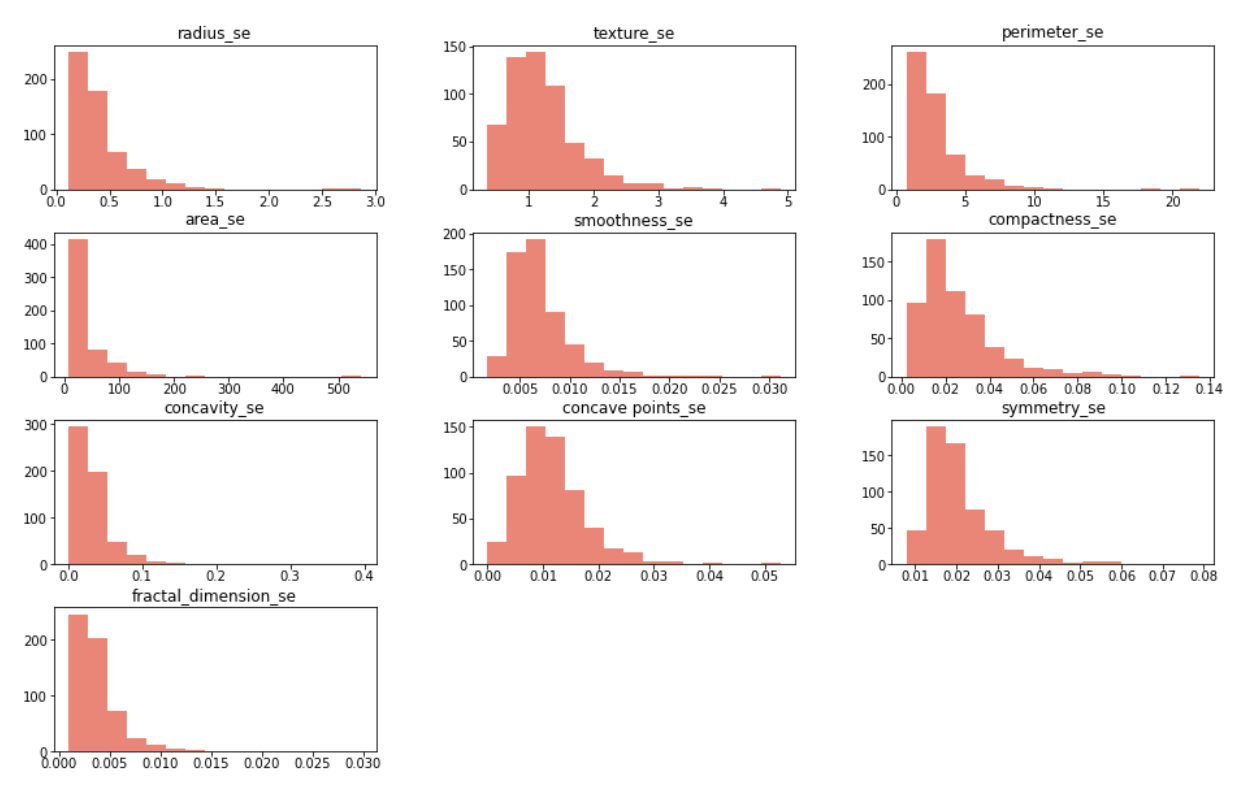 radius_se
200
100
0
0.0 0.5 1.0 1.5 2.0 2.5 3.0
texture_se
150
100
50
0
1 2 3 4 5
perimeter_se
200
100
0
0 5 10 15 20
area_se
400
300
200
100
0
0 100 200 300 400 500
smoothness_se
200
150
100
50
0
0.005 0.010 0.015 0.020 0.025 0.030
compactness_se
150
100
50
0
0.00 0.02 0.04 0.06 0.08 0.10 0.12 0.14
concavity_se
300
200
100
0
0.0 0.1 0.2 0.3 0.4
concave points_se
150
100
50
0
0.00 0.01 0.02 0.03 0.04 0.05
symmetry_se
150
100
50
0
0.01 0.02 0.03 0.04 0.05 0.06 0.07 0.08
fractal_dimension_se
200
100
0
0.000 0.005 0.010 0.015 0.020 0.025 0.030